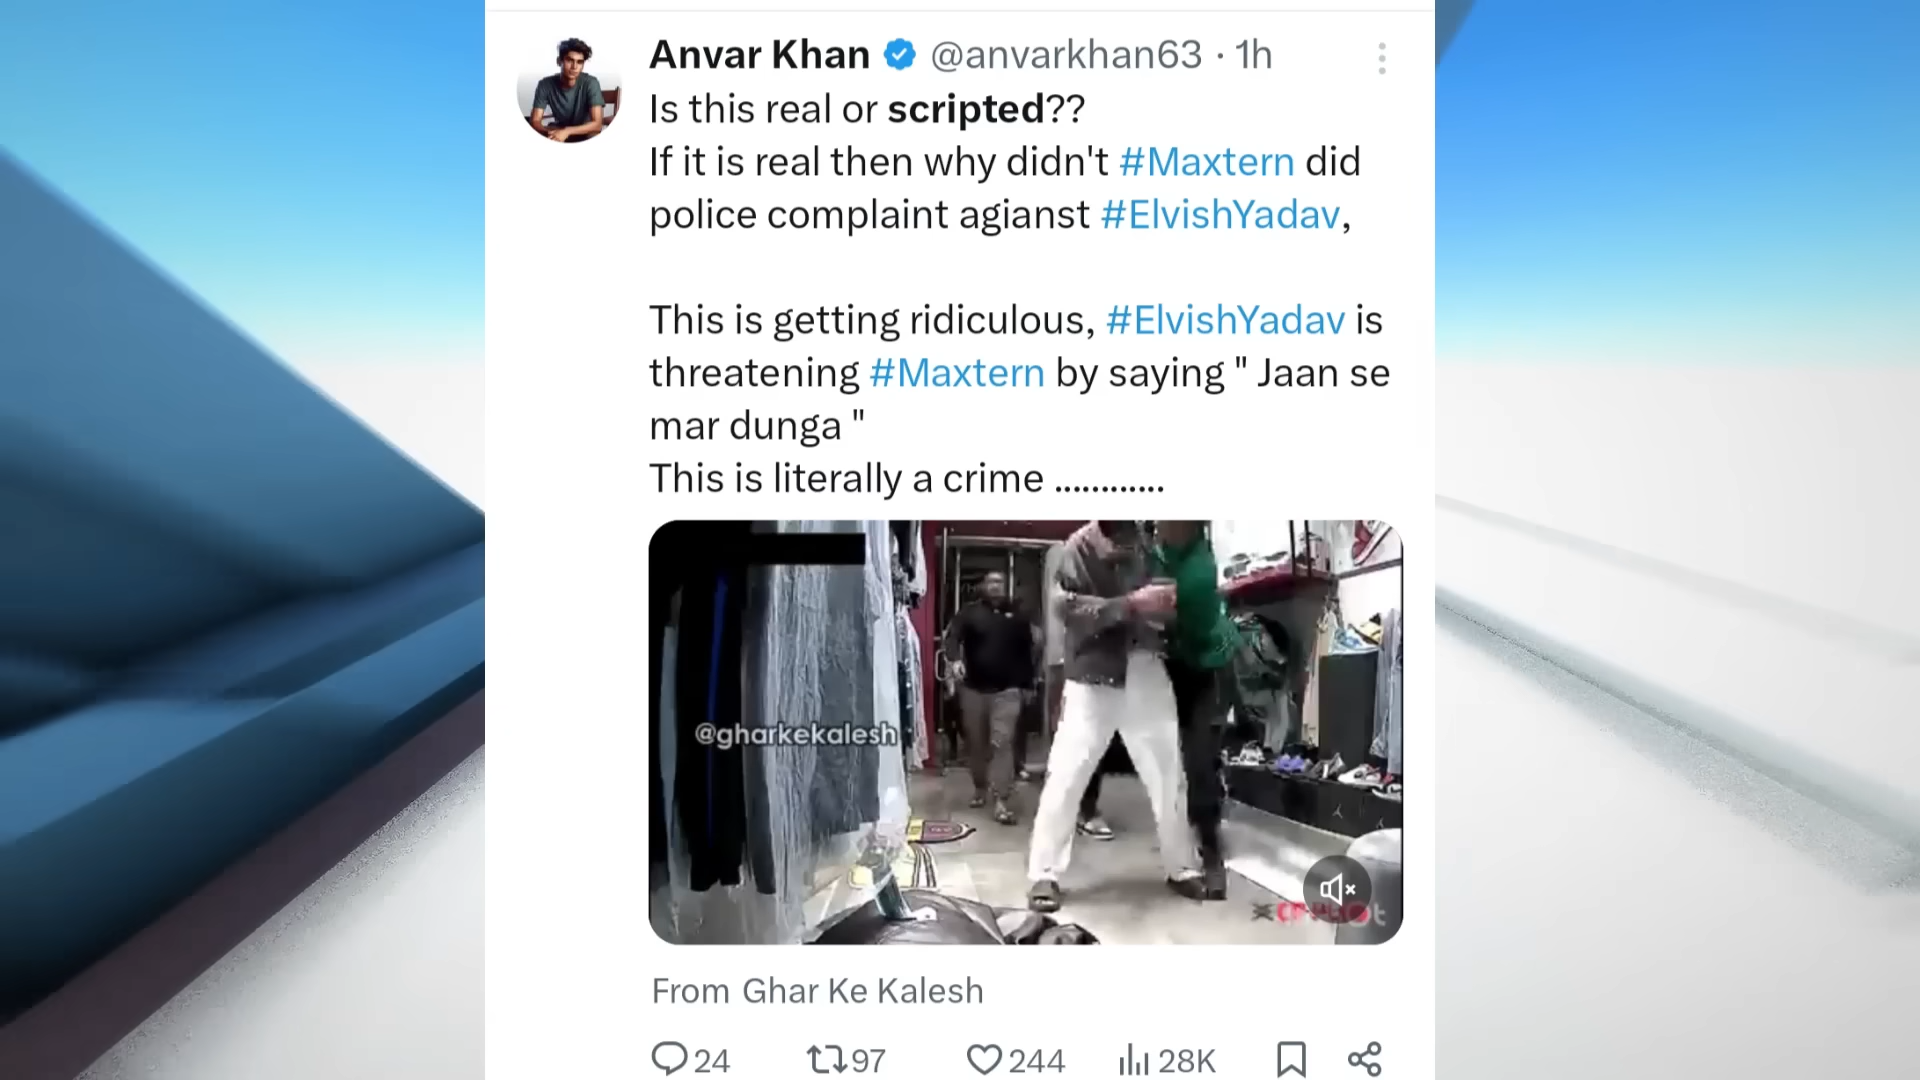 Anvar Khan @anvarkhan63 · 1h
Is this real or scripted??
If it is real then why didn't #Maxtern did
police complaint agianst #ElvishYadav,
This is getting ridiculous, #ElvishYadav is
threatening #Maxtern by saying " Jaan se
mar dunga "
This is literally a crime ............
@gharkekalesh
From Ghar Ke Kalesh
24 97 244 28K